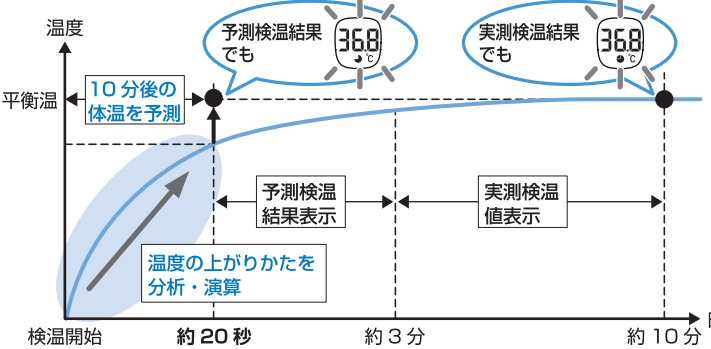 温度
予測検温結果
でも
36.8
℃
実測検温結果
でも
36.8
℃
平衡温
10分後の
体温を予測
予測検温
結果表示
実測検温
値表示
温度の上がりかたを
分析・演算
検温開始
約20秒
約3分
約10分